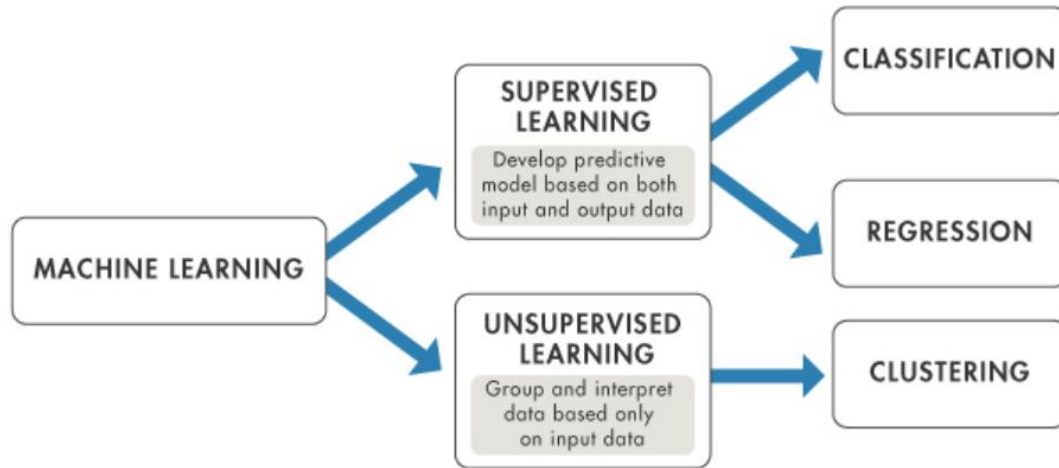 MACHINE LEARNING
SUPERVISED
LEARNING
Develop predictive
model based on both
input and output data
UNSUPERVISED
LEARNING
Group and interpret
data based only
on input data
CLASSIFICATION
REGRESSION
CLUSTERING